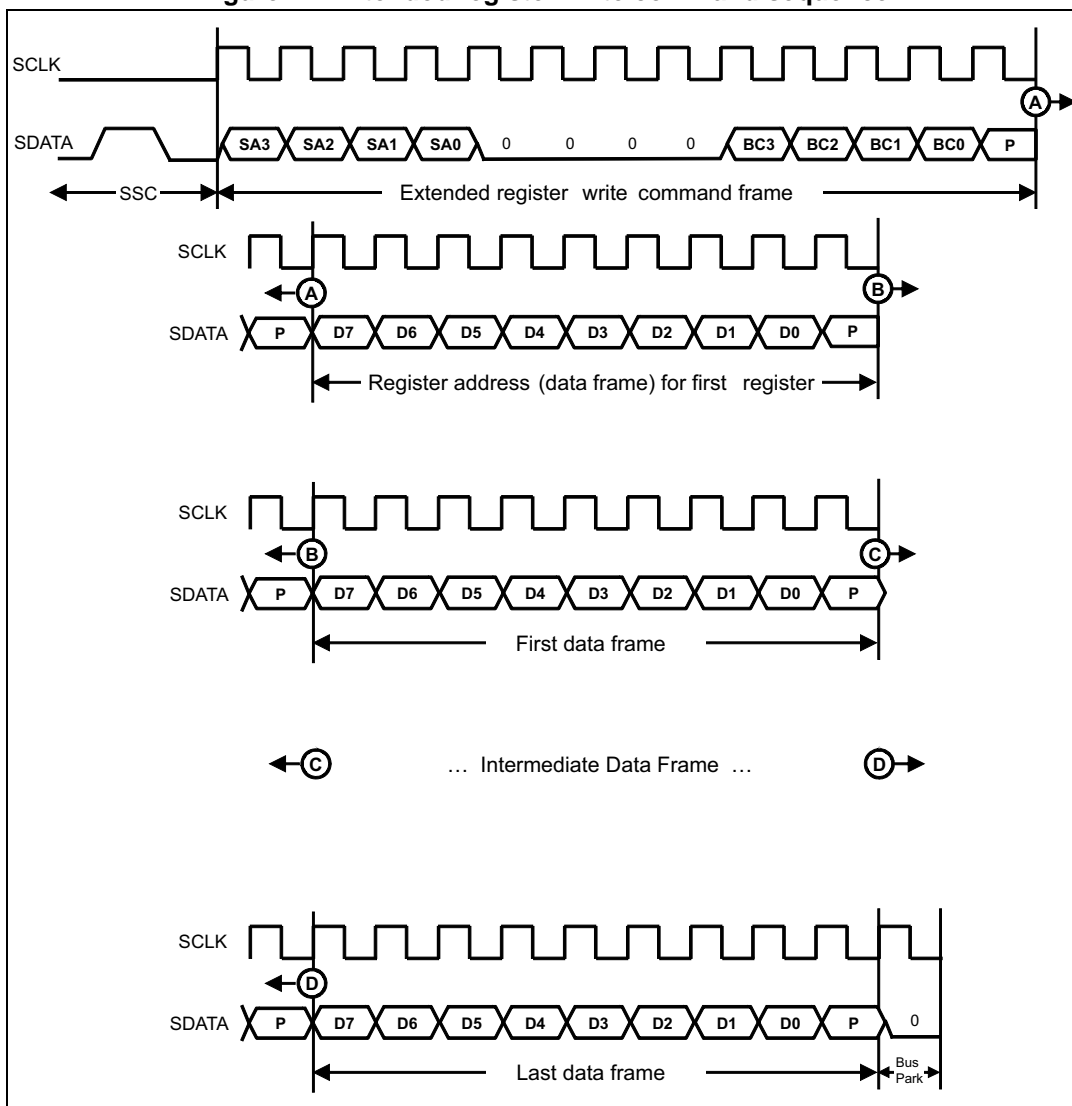 SCLK
A
SDATA SA3 SA2 SA1 SA0 0 0 0 0 BC3 BC2 BC1 BC0 P
SSC Extended register write command frame
SCLK
A B
SDATA P D7 D6 D5 D4 D3 D2 D1 D0 P
Register address (data frame) for first register
SCLK
B C
SDATA P D7 D6 D5 D4 D3 D2 D1 D0 P
First data frame
C ... Intermediate Data Frame ... D
SCLK
D
SDATA P D7 D6 D5 D4 D3 D2 D1 D0 P 0
Last data frame Bus
Park